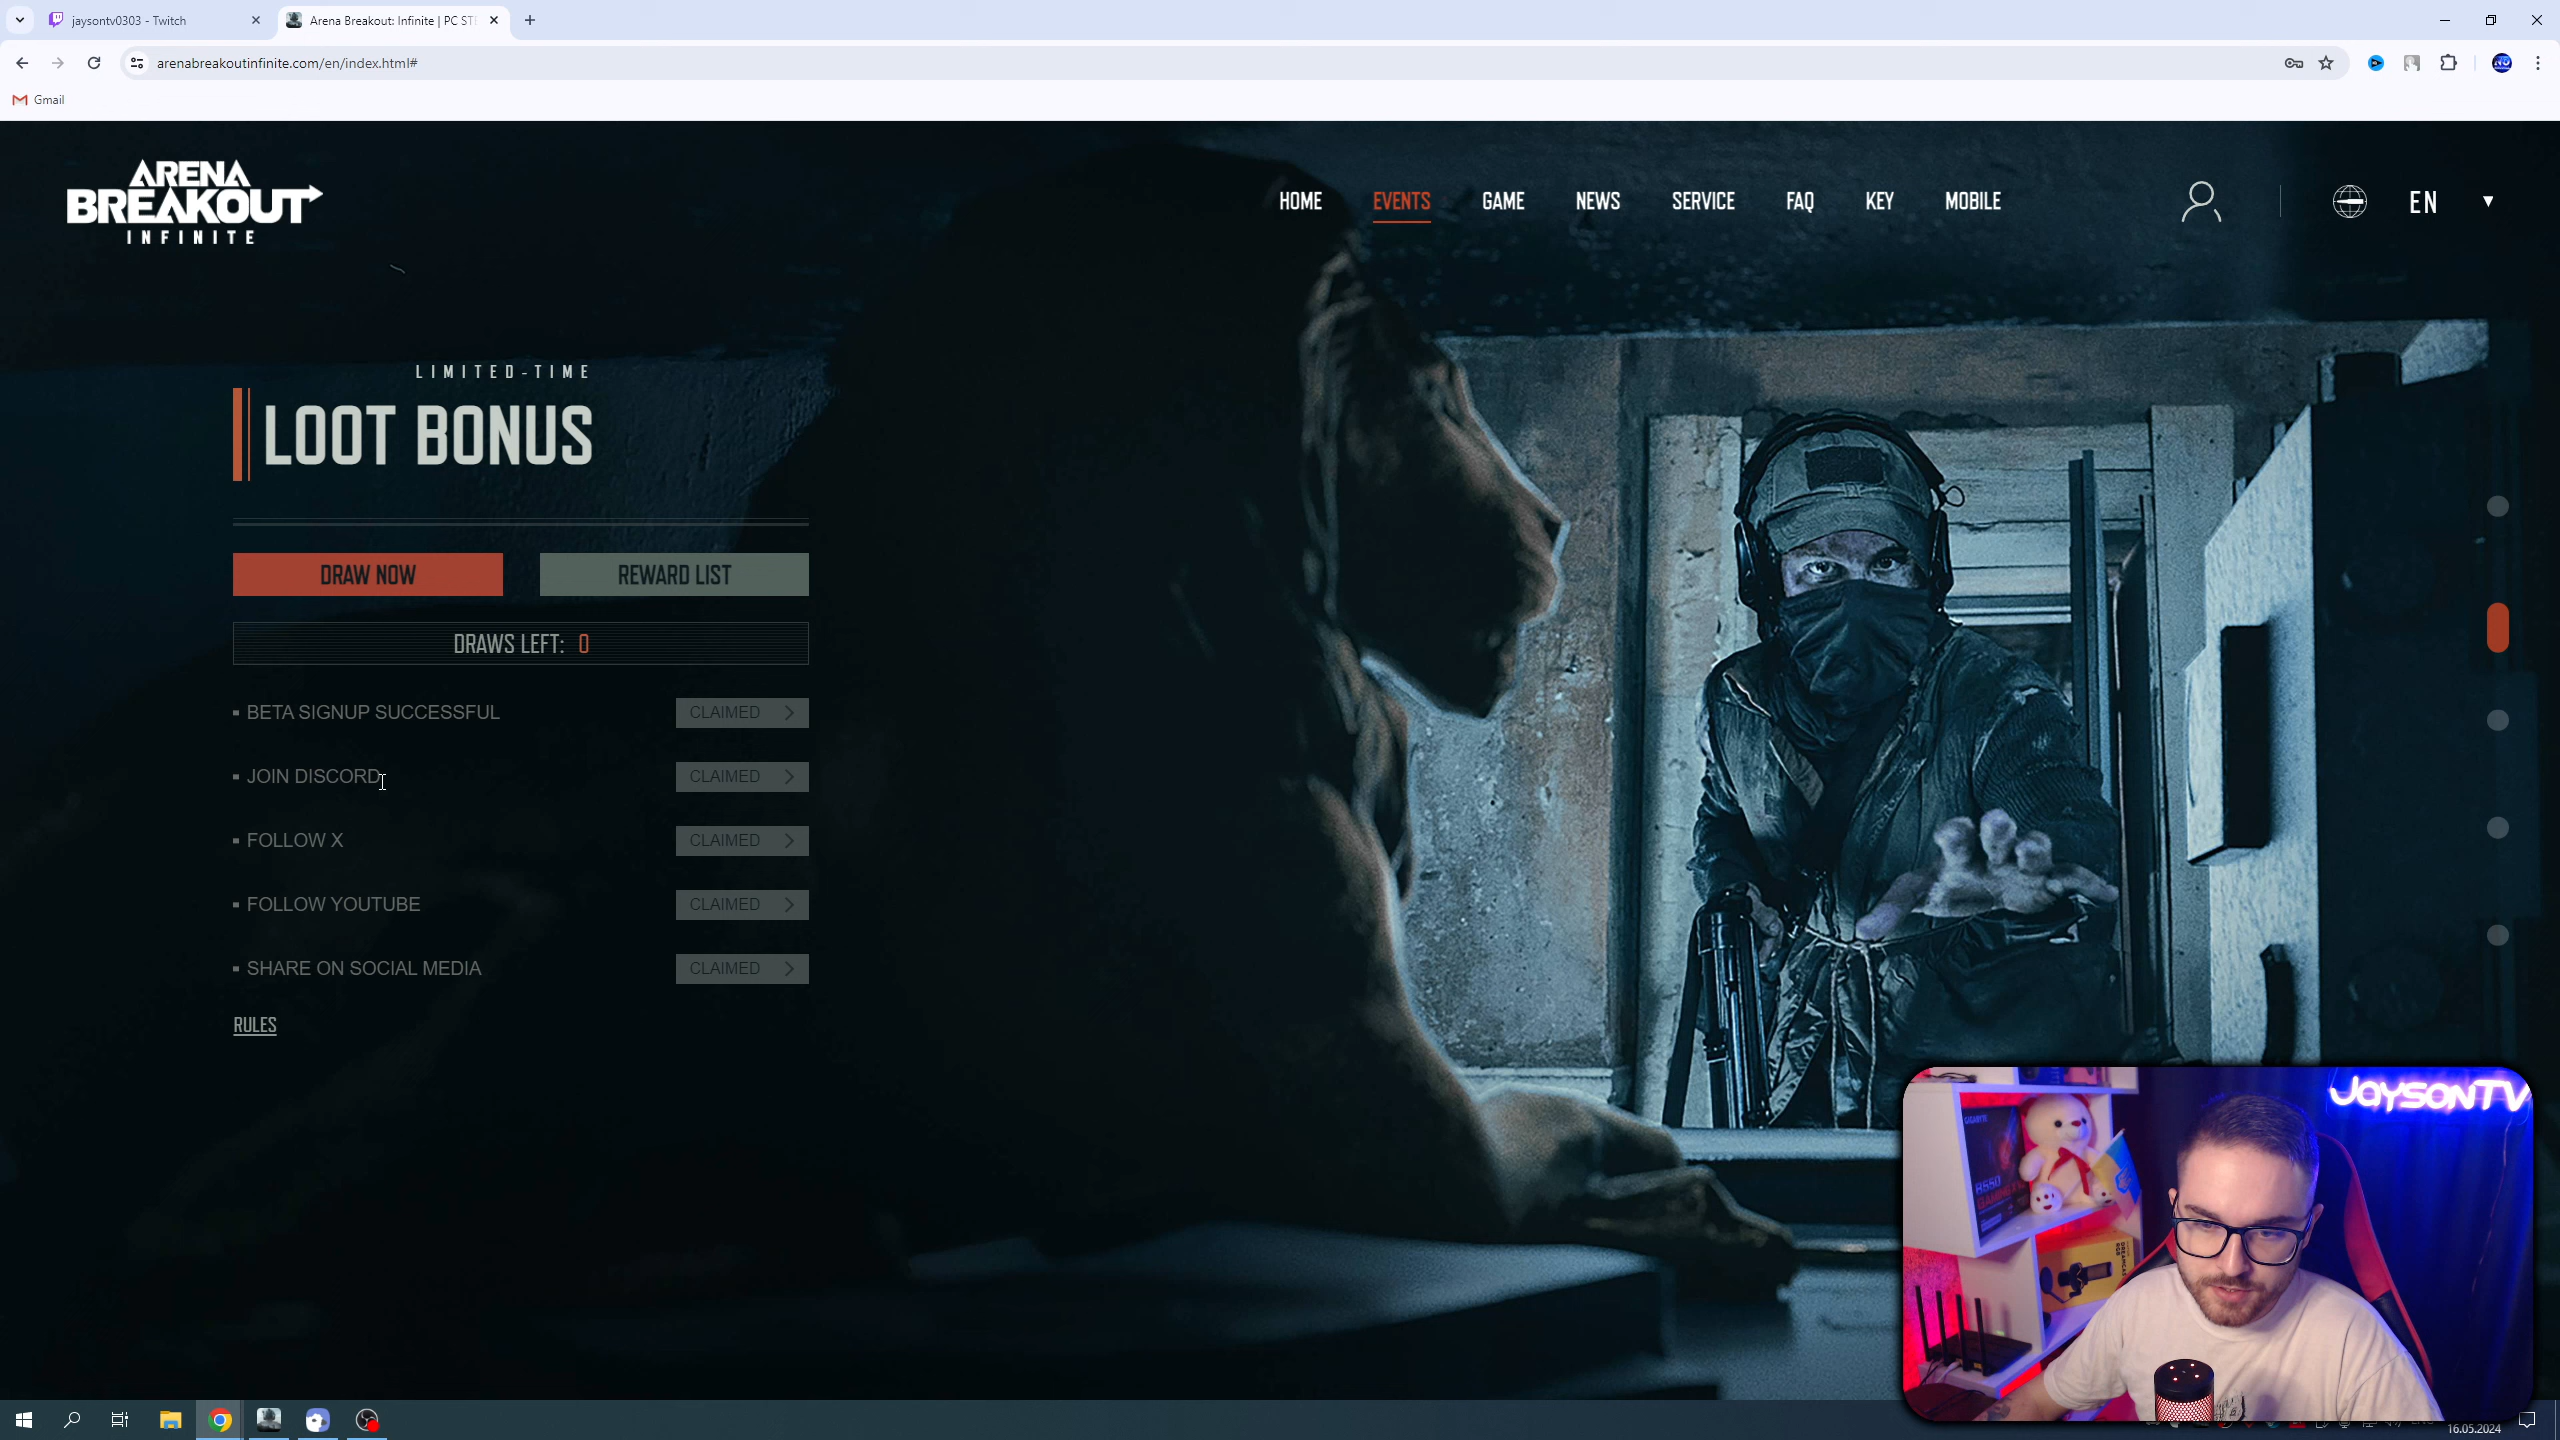 jaysontv0303 - Twitch
Arena Breakout: Infinite | PC STE
arenabreakoutinfinite.com/en/index.html#
Gmail
ARENA
BREAKOUT
INFINITE
HOME
EVENTS
GAME
NEWS
SERVICE
FAQ
KEY
MOBILE
EN
LIMITED-TIME
LOOT BONUS
DRAW NOW
REWARD LIST
DRAWS LEFT: 0
BETA SIGNUP SUCCESSFUL
CLAIMED
JOIN DISCORD
CLAIMED
FOLLOW X
CLAIMED
FOLLOW YOUTUBE
CLAIMED
SHARE ON SOCIAL MEDIA
CLAIMED
RULES
JAYSONTV
GIGABYTE
B550
16.05.2024